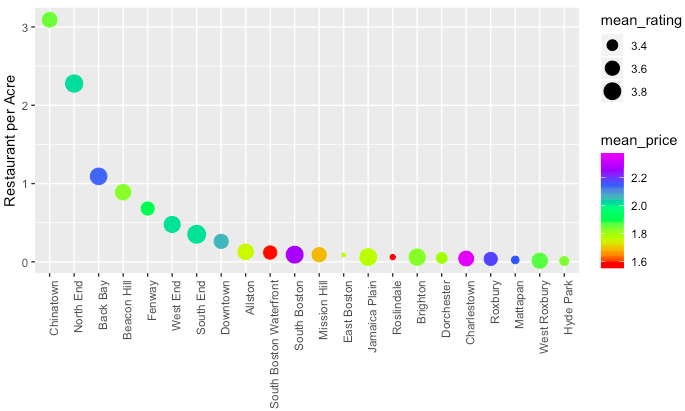 Restaurant per Acre
3
2
1
0
Chinatown
North End
Back Bay
Beacon Hill
Fenway
West End
South End
Downtown
Allston
South Boston Waterfront
South Boston
Mission Hill
East Boston
Jamaica Plain
Roslindale
Brighton
Dorchester
Charlestown
Roxbury
Mattapan
West Roxbury
Hyde Park
mean_rating
3.4
3.6
3.8
mean_price
2.2
2.0
1.8
1.6